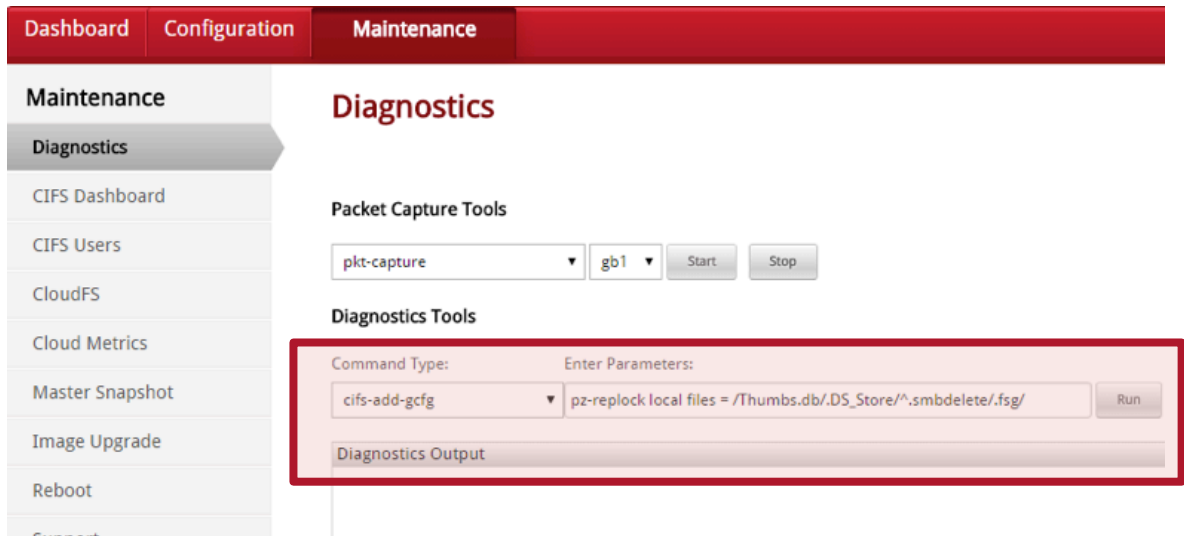 Dashboard Configuration Maintenance
Maintenance
Diagnostics
CIFS Dashboard
CIFS Users
CloudFS
Cloud Metrics
Master Snapshot
Image Upgrade
Reboot
Support
Diagnostics
Packet Capture Tools
pkt-capture gb1 Start Stop
Diagnostics Tools
Command Type: Enter Parameters:
cifs-add-gcfg pz-replock local files = /Thumbs.db/.DS_Store/^.smbdelete/.fsg/ Run
Diagnostics Output